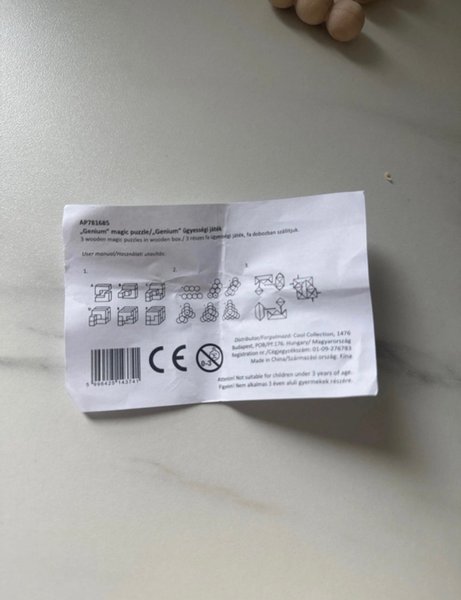 AP781685
„Genium" magic puzzle/„Genium" ügyességi játék
3 wooden magic puzzles in wooden box / 3 részes fa ügyességi játék, fa dobozban szállítjuk.
User manual/Használati utasítás:
1. 2. 3.
Distributor/Forgalmazó: Cool Collection, 1476
Budapest, POB/Pf.176. Hungary/ Magyarország
Registration nr./Cégjegyzékszám: 01-09-276783
Made in China/Származási ország: Kína
CE
0-3
Attention! Not suitable for children under 3 years of age.
Figyelem! Nem alkalmas 3 éven aluli gyermekek részére.